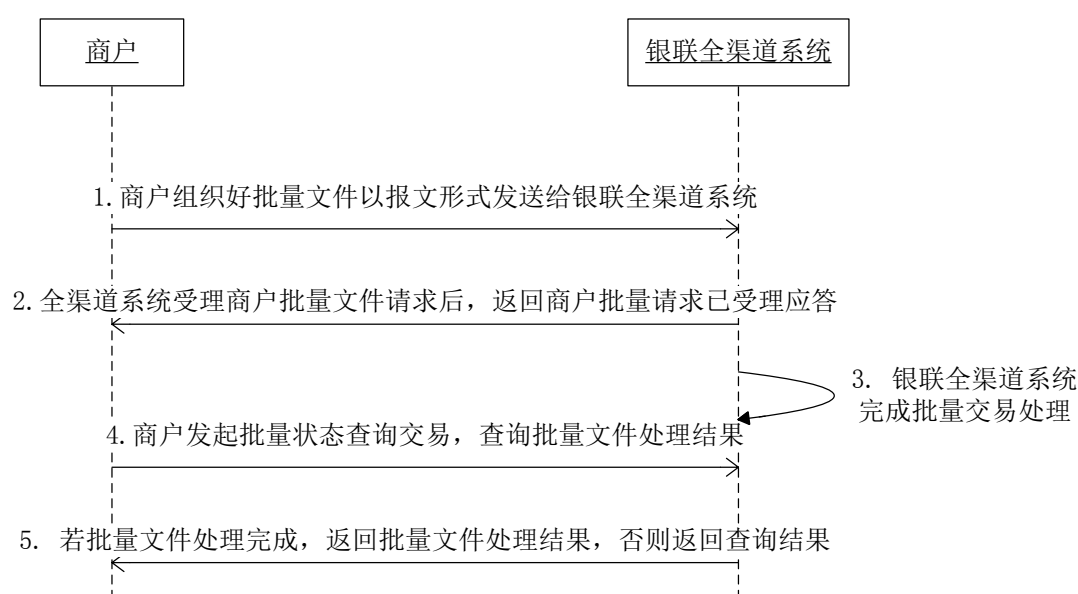 商户
银联全渠道系统
1.商户组织好批量文件以报文形式发送给银联全渠道系统
2.全渠道系统受理商户批量文件请求后，返回商户批量请求已受理应答
3. 银联全渠道系统
完成批量交易处理
4.商户发起批量状态查询交易，查询批量文件处理结果
5. 若批量文件处理完成，返回批量文件处理结果，否则返回查询结果